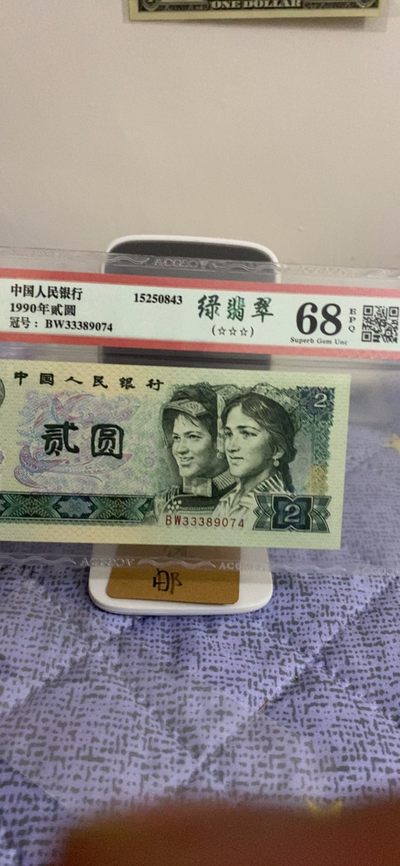 ONE DOLLAR
中国人民银行
1990年贰圆
冠号：BW33389074
15250843
绿翡翠
(☆☆☆)
68
EPQ
Superb Gem Unc
中国人民银行
2
贰圆
BW33389074
2
那